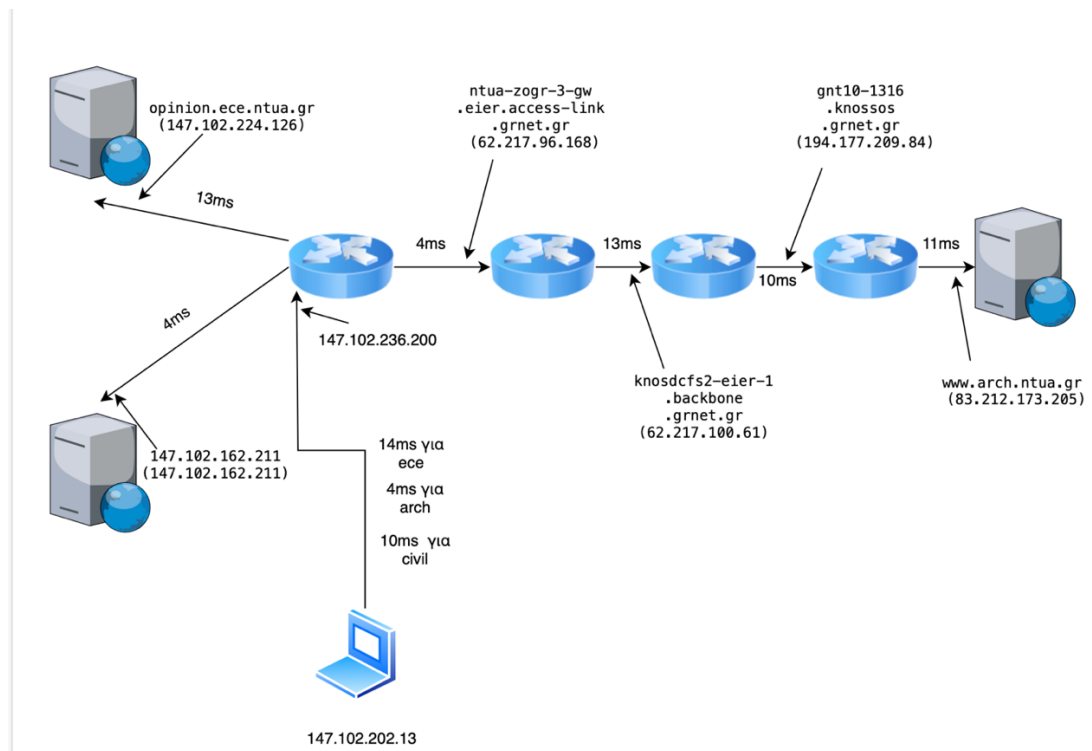 opinion.ece.ntua.gr
(147.102.224.126)
ntua-zogr-3-gw
.eier.access-link
.grnet.gr
(62.217.96.168)
gnt10-1316
.knossos
.grnet.gr
(194.177.209.84)
13ms
4ms
13ms
10ms
11ms
4ms
147.102.236.200
knosdcfs2-eier-1
.backbone
.grnet.gr
(62.217.100.61)
www.arch.ntua.gr
(83.212.173.205)
147.102.162.211
(147.102.162.211)
14ms για
ece
4ms για
arch
10ms για
civil
147.102.202.13